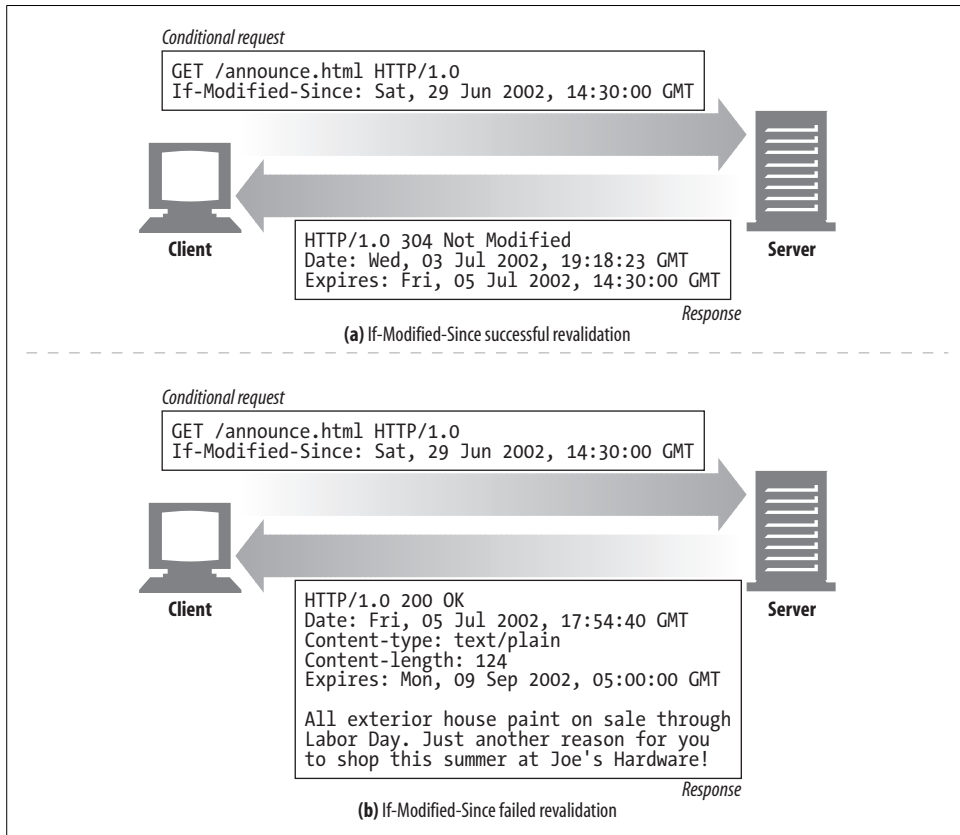 Conditional request
GET /announce.html HTTP/1.0
If-Modified-Since: Sat, 29 Jun 2002, 14:30:00 GMT
Client
Server
HTTP/1.0 304 Not Modified
Date: Wed, 03 Jul 2002, 19:18:23 GMT
Expires: Fri, 05 Jul 2002, 14:30:00 GMT
Response
(a) If-Modified-Since successful revalidation
Conditional request
GET /announce.html HTTP/1.0
If-Modified-Since: Sat, 29 Jun 2002, 14:30:00 GMT
Client
Server
HTTP/1.0 200 OK
Date: Fri, 05 Jul 2002, 17:54:40 GMT
Content-type: text/plain
Content-length: 124
Expires: Mon, 09 Sep 2002, 05:00:00 GMT
All exterior house paint on sale through
Labor Day. Just another reason for you
to shop this summer at Joe's Hardware!
Response
(b) If-Modified-Since failed revalidation